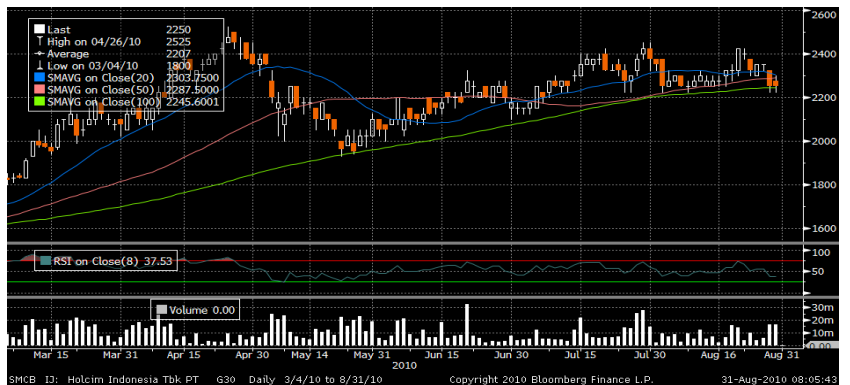 Last 2250
High on 04/26/10 2525
Average 2207
Low on 03/04/10 1800
SMAVG on Close(20) 2303.7500
SMAVG on Close(50) 2287.5000
SMAVG on Close(100) 2245.6001
2600
2400
2200
2000
1800
1600
RSI on Close(8) 37.53
100
50
0
Volume 0.00
30m
20m
10m
0.00
Mar 15 Mar 31 Apr 15 Apr 30 May 14 May 31 Jun 15 Jun 30 Jul 15 Jul 30 Aug 16 Aug 31
2010
SMCB IJ: Holcim Indonesia Tbk PT G30 Daily 3/4/10 to 8/31/10 Copyright 2010 Bloomberg Finance L.P. 31-Aug-2010 08:05:43